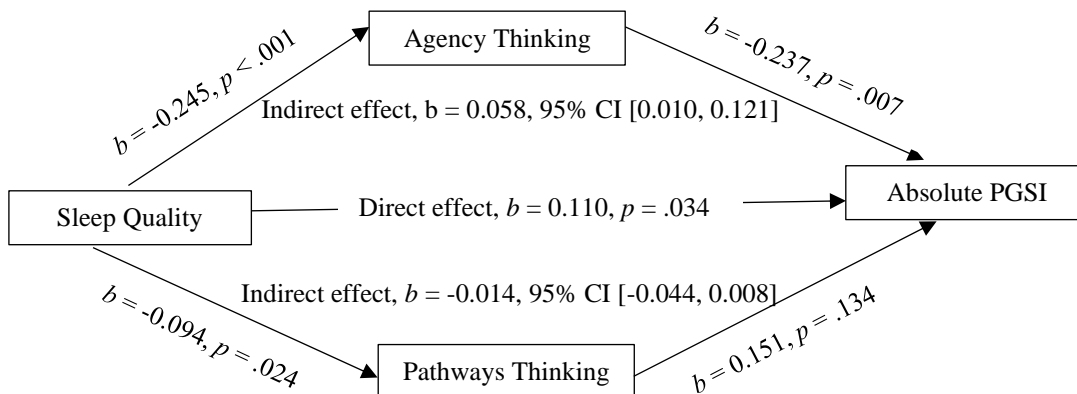 Agency Thinking
b = -0.245, p < .001
b = -0.237, p = .007
Indirect effect, b = 0.058, 95% CI [0.010, 0.121]
Sleep Quality
Direct effect, b = 0.110, p = .034
Absolute PGSI
Indirect effect, b = -0.014, 95% CI [-0.044, 0.008]
b = -0.094, p = .024
b = 0.151, p = .134
Pathways Thinking